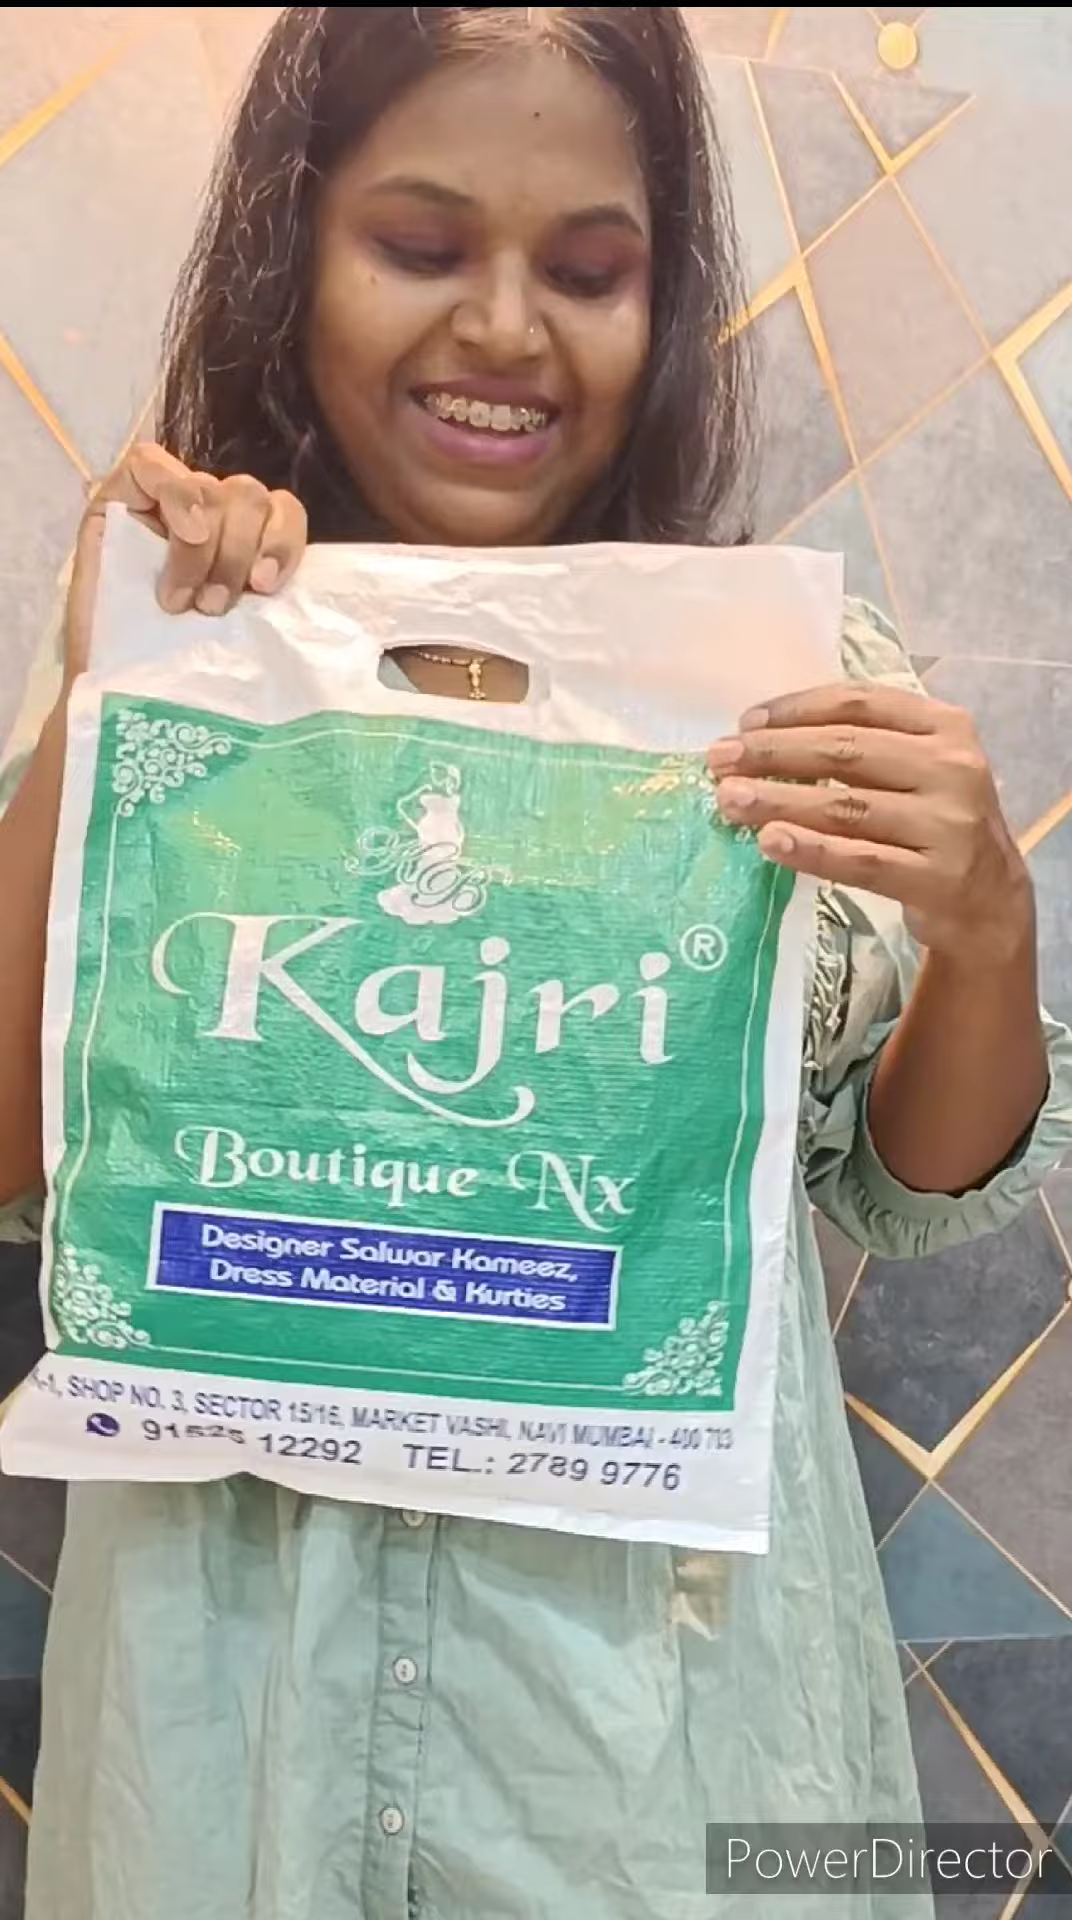 KB
Kajri®
Boutique Nx
Designer Salwar Kameez,
Dress Material & Kurties
SHOP NO. 3, SECTOR 15/16, MARKET VASHI, NAVI MUMBAI - 400 703
12292 TEL.: 2789 9776
PowerDirector